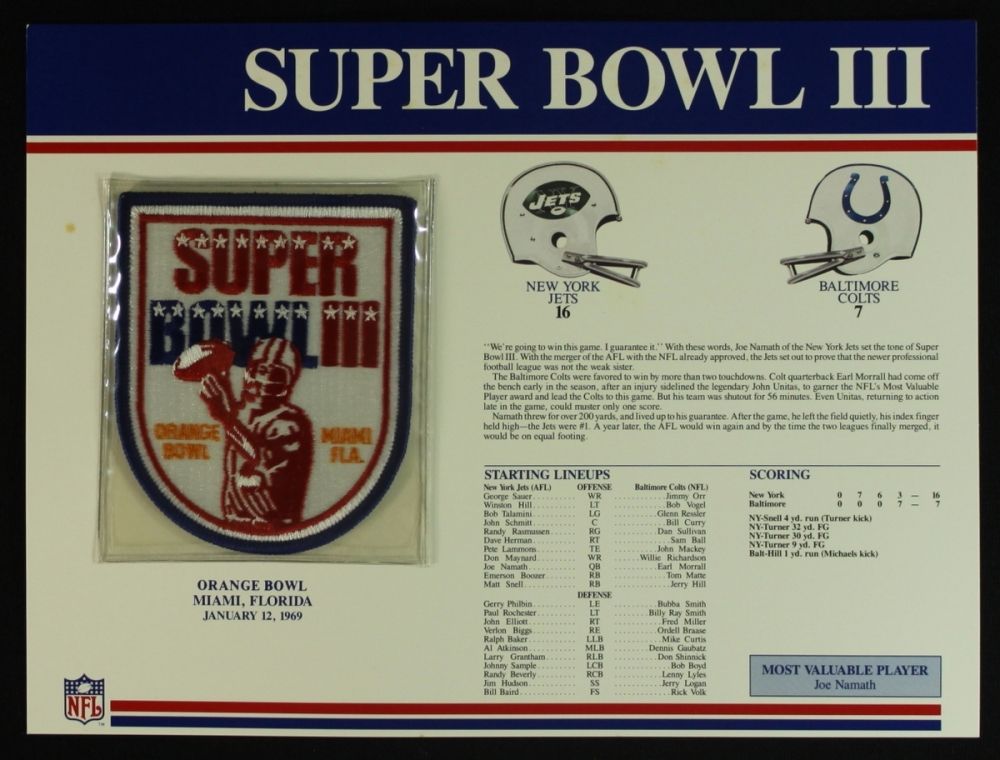 SUPER BOWL III
SUPER
BOWL III
ORANGE
BOWL
MIAMI
FLA.
ORANGE BOWL
MIAMI, FLORIDA
JANUARY 12, 1969
NFL
JETS
NEW YORK
JETS
16
BALTIMORE
COLTS
7
"We're going to win this game. I guarantee it." With these words, Joe Namath of the New York Jets set the tone of Super
Bowl III. With the merger of the AFL with the NFL already approved, the Jets set out to prove that the newer professional
football league was not the weak sister.
The Baltimore Colts were favored to win by more than two touchdowns. Colt quarterback Earl Morrall had come off
the bench early in the season, after an injury sidelined the legendary John Unitas, to garner the NFL's Most Valuable
Player award and lead the Colts to this game. But his team was shutout for 56 minutes. Even Unitas, returning to action
late in the game, could muster only one score.
Namath threw for over 200 yards, and lived up to his guarantee. After the game, he left the field quietly, his index finger
held high—the Jets were #1. A year later, the AFL would win again and by the time the two leagues finally merged, it
would be on equal footing.
STARTING LINEUPS
New York Jets (AFL) OFFENSE Baltimore Colts (NFL)
George Sauer.......... WR ..........Jimmy Orr
Winston Hill.......... LT ..........Bob Vogel
Bob Talamini.......... LG ..........Glenn Ressler
John Schmitt.......... C ..........Bill Curry
Randy Rasmussen....... RG ..........Dan Sullivan
Dave Herman.......... RT ..........Sam Ball
Pete Lammons.......... TE ..........John Mackey
Don Maynard.......... WR ..........Willie Richardson
Joe Namath.......... QB ..........Earl Morrall
Emerson Boozer........ RB ..........Tom Matte
Matt Snell.......... RB ..........Jerry Hill
DEFENSE
Gerry Philbin.......... LE ..........Bubba Smith
Paul Rochester........ LT ..........Billy Ray Smith
John Elliott.......... RT ..........Fred Miller
Verlon Biggs.......... RE ..........Ordell Braase
Ralph Baker.......... LLB ..........Mike Curtis
Al Atkinson.......... MLB ..........Dennis Gaubatz
Larry Grantham........ RLB ..........Don Shinnick
Johnny Sample......... LCB ..........Bob Boyd
Randy Beverly......... RCB ..........Lenny Lyles
Jim Hudson.......... SS ..........Jerry Logan
Bill Baird.......... FS ..........Rick Volk
SCORING
New York 0 7 6 3 — 16
Baltimore 0 0 0 7 — 7
NY-Snell 4 yd. run (Turner kick)
NY-Turner 32 yd. FG
NY-Turner 30 yd. FG
NY-Turner 9 yd. FG
Balt-Hill 1 yd. run (Michaels kick)
MOST VALUABLE PLAYER
Joe Namath